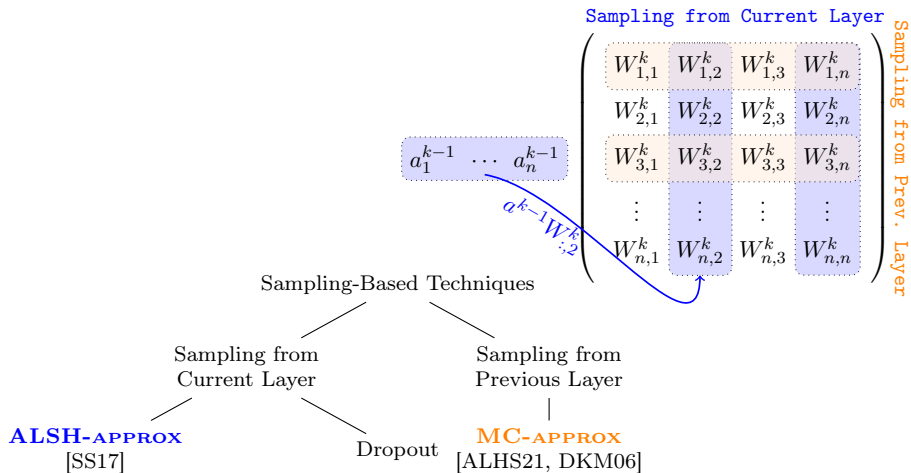 Sampling from Current Layer
Sampling from Prev. Layer
W^k_{1,1} W^k_{1,2} W^k_{1,3} W^k_{1,n}
W^k_{2,1} W^k_{2,2} W^k_{2,3} W^k_{2,n}
a^{k−1}_1 ⋯ a^{k−1}_n
W^k_{3,1} W^k_{3,2} W^k_{3,3} W^k_{3,n}
⋮ ⋮ ⋮ ⋮
W^k_{n,1} W^k_{n,2} W^k_{n,3} W^k_{n,n}
a^{k−1}W^k_{:,2}
Sampling-Based Techniques
Sampling from
Current Layer
Sampling from
Previous Layer
ALSH-APPROX
[SS17]
Dropout
MC-APPROX
[ALHS21, DKM06]